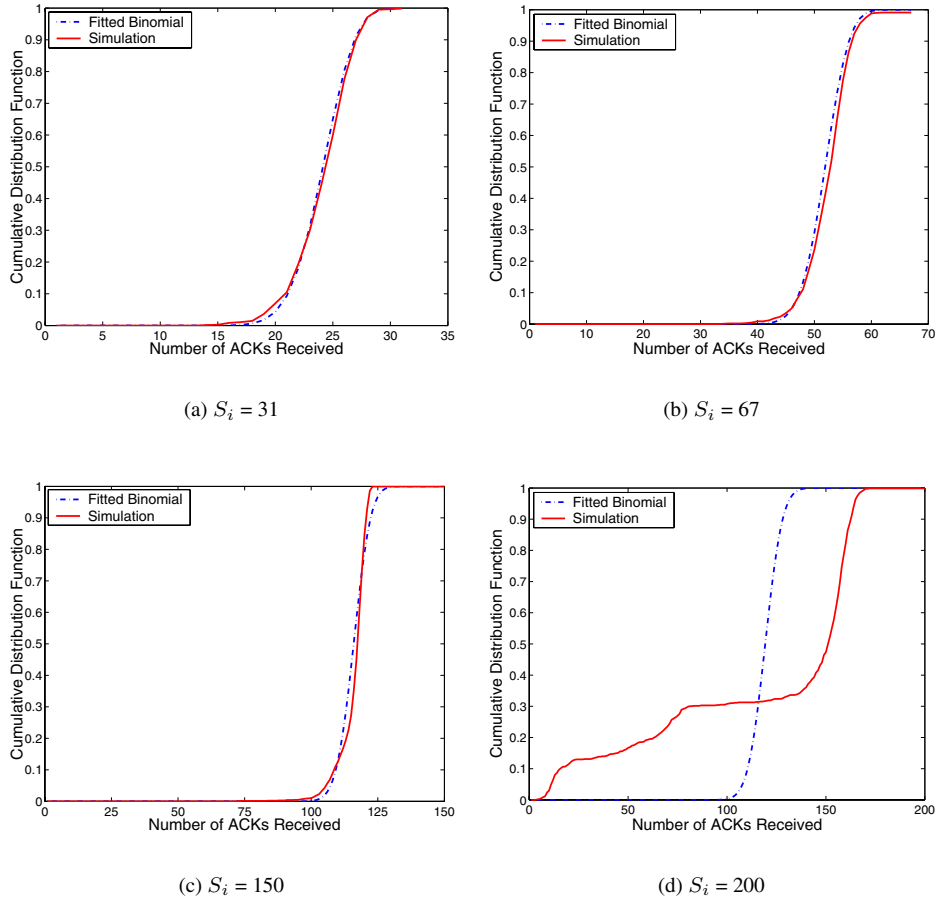 1
0.9
0.8
0.7
0.6
0.5
0.4
0.3
0.2
0.1
0
Cumulative Distribution Function
Fitted Binomial
Simulation
0 5 10 15 20 25 30 35
Number of ACKs Received
(a) S_i = 31
1
0.9
0.8
0.7
0.6
0.5
0.4
0.3
0.2
0.1
0
Cumulative Distribution Function
Fitted Binomial
Simulation
0 10 20 30 40 50 60 70
Number of ACKs Received
(b) S_i = 67
1
0.9
0.8
0.7
0.6
0.5
0.4
0.3
0.2
0.1
0
Cumulative Distribution Function
Fitted Binomial
Simulation
0 25 50 75 100 125 150
Number of ACKs Received
(c) S_i = 150
1
0.9
0.8
0.7
0.6
0.5
0.4
0.3
0.2
0.1
0
Cumulative Distribution Function
Fitted Binomial
Simulation
0 50 100 150 200
Number of ACKs Received
(d) S_i = 200